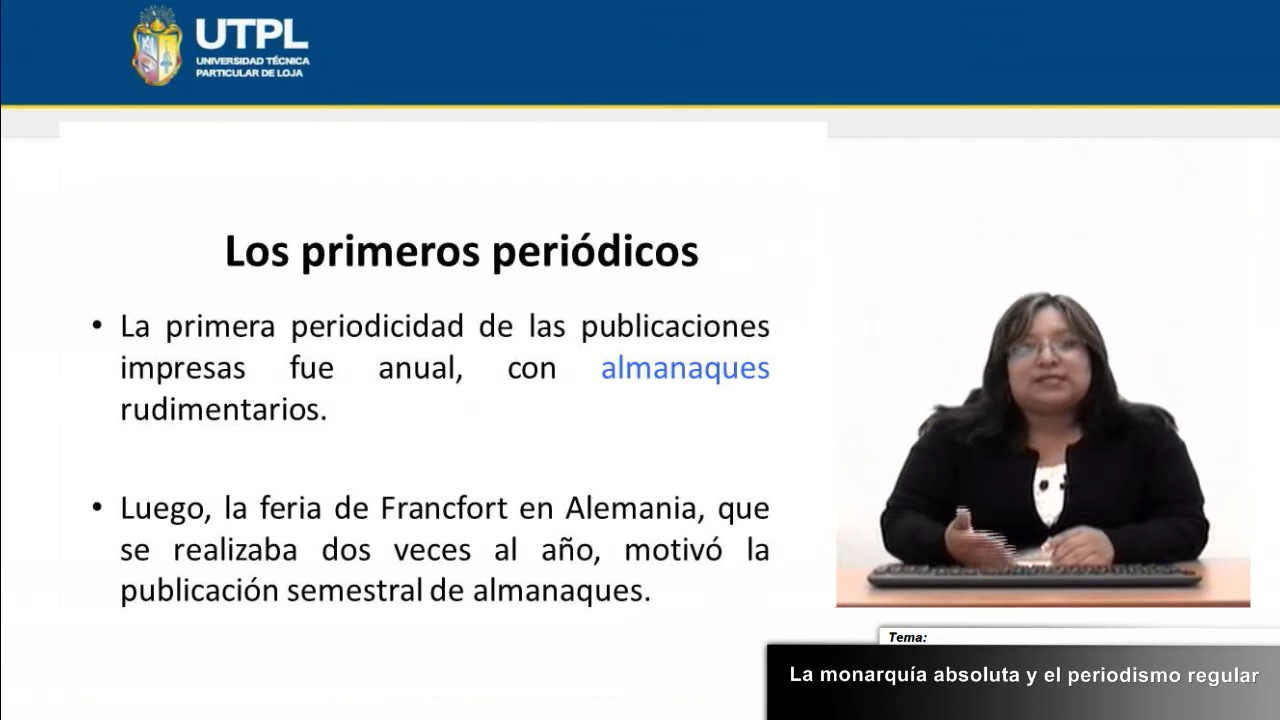 UTPL
UNIVERSIDAD TÉCNICA
PARTICULAR DE LOJA
Los primeros periódicos
• La primera periodicidad de las publicaciones
impresas fue anual, con almanaques
rudimentarios.
• Luego, la feria de Francfort en Alemania, que
se realizaba dos veces al año, motivó la
publicación semestral de almanaques.
Tema:
La monarquía absoluta y el periodismo regular